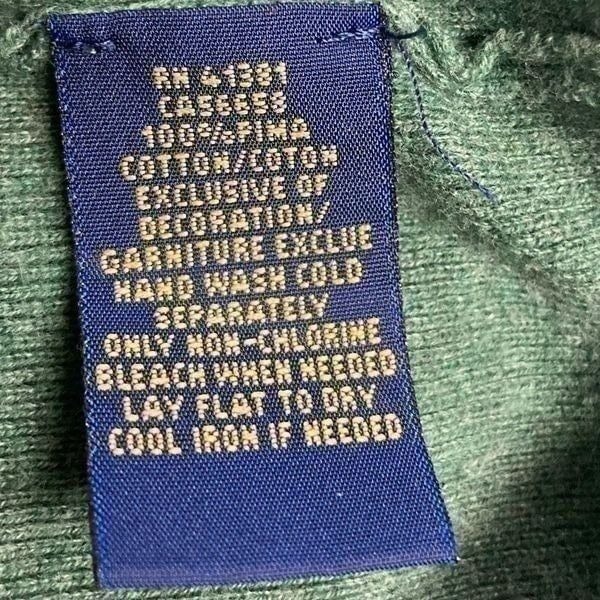 RN 41381
CA56658
100% PIMA
COTTON/COTON
EXCLUSIVE OF
DECORATION/
GARNITURE EXCLUE
HAND WASH COLD
SEPARATELY
ONLY NON-CHLORINE
BLEACH WHEN NEEDED
LAY FLAT TO DRY
COOL IRON IF NEEDED